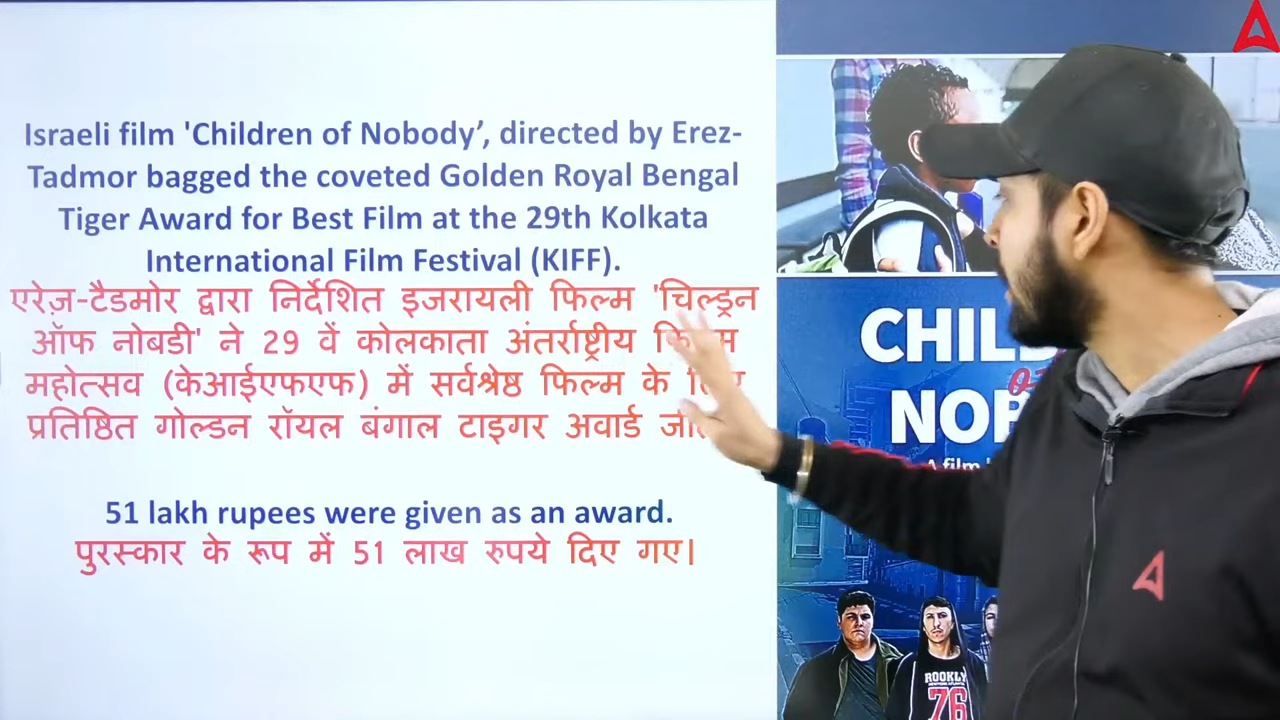 Israeli film 'Children of Nobody’, directed by Erez-
Tadmor bagged the coveted Golden Royal Bengal
Tiger Award for Best Film at the 29th Kolkata
International Film Festival (KIFF).
एरेज़-टैडमोर द्वारा निर्देशित इजरायली फिल्म 'चिल्ड्रन
ऑफ नोबडी' ने 29 वें कोलकाता अंतर्राष्ट्रीय
महोत्सव (केआईएफएफ) में सर्वश्रेष्ठ फिल्म के
प्रतिष्ठित गोल्डन रॉयल बंगाल टाइगर अवार्ड
51 lakh rupees were given as an award.
पुरस्कार के रूप में 51 लाख रुपये दिए गए।
A film
76